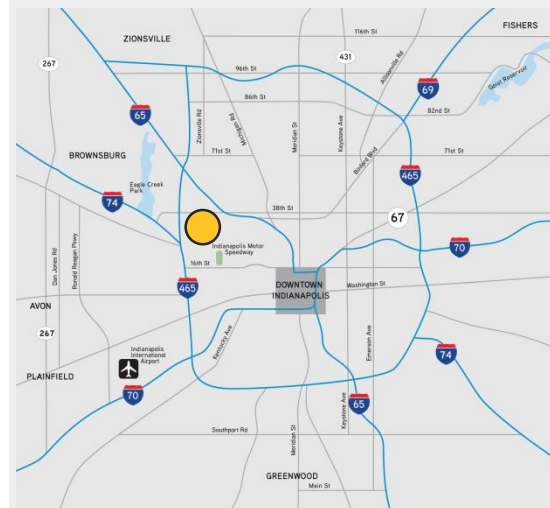 116th St
FISHERS
ZIONSVILLE
267
431
Allisonville Rd
96th St
Geist Reservoir
86th St
69
65
Zionsville Rd
Michigan Rd
Meridian St
Keystone Ave
82nd St
Binford Blvd
71st St
71st St
BROWNSBURG
Eagle Creek
Park
465
74
38th St
67
Indianapolis Motor
Speedway
70
Dan Jones Rd
Ronald Reagan Pkwy
16th St
465
DOWNTOWN
INDIANAPOLIS
Washington St
AVON
267
Kentucky Ave
Emerson Ave
Indianapolis
International
Airport
74
PLAINFIELD
70
65
Keystone Ave
Southport Rd
Meridian St
GREENWOOD
Main St